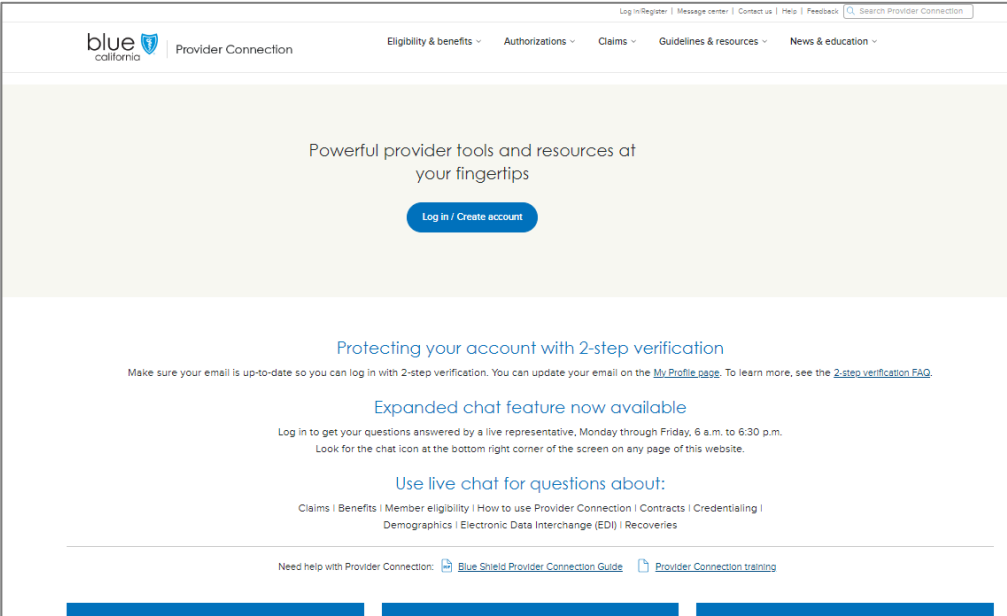 Log In/Register | Message center | Contact us | Help | Feedback Search Provider Connection
blue
california
Provider Connection
Eligibility & benefits Authorizations Claims Guidelines & resources News & education
Powerful provider tools and resources at
your fingertips
Log in / Create account
Protecting your account with 2-step verification
Make sure your email is up-to-date so you can log in with 2-step verification. You can update your email on the My Profile page. To learn more, see the 2-step verification FAQ.
Expanded chat feature now available
Log in to get your questions answered by a live representative, Monday through Friday, 6 a.m. to 6:30 p.m.
Look for the chat icon at the bottom right corner of the screen on any page of this website.
Use live chat for questions about:
Claims | Benefits | Member eligibility | How to use Provider Connection | Contracts | Credentialing |
Demographics | Electronic Data Interchange (EDI) | Recoveries
Need help with Provider Connection: Blue Shield Provider Connection Guide Provider Connection training